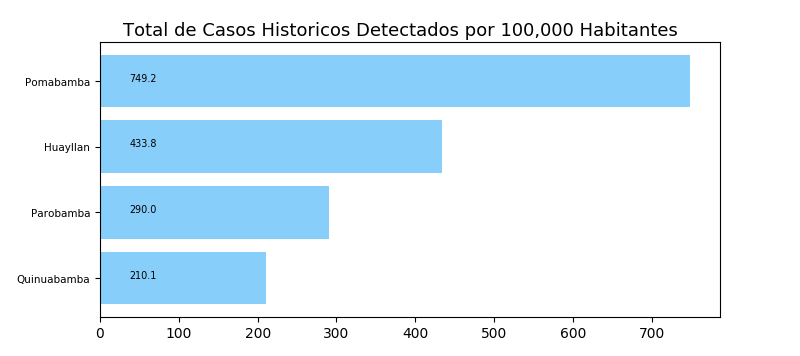 Total de Casos Historicos Detectados por 100,000 Habitantes
Pomabamba 749.2
Huayllan 433.8
Parobamba 290.0
Quinuabamba 210.1
0 100 200 300 400 500 600 700